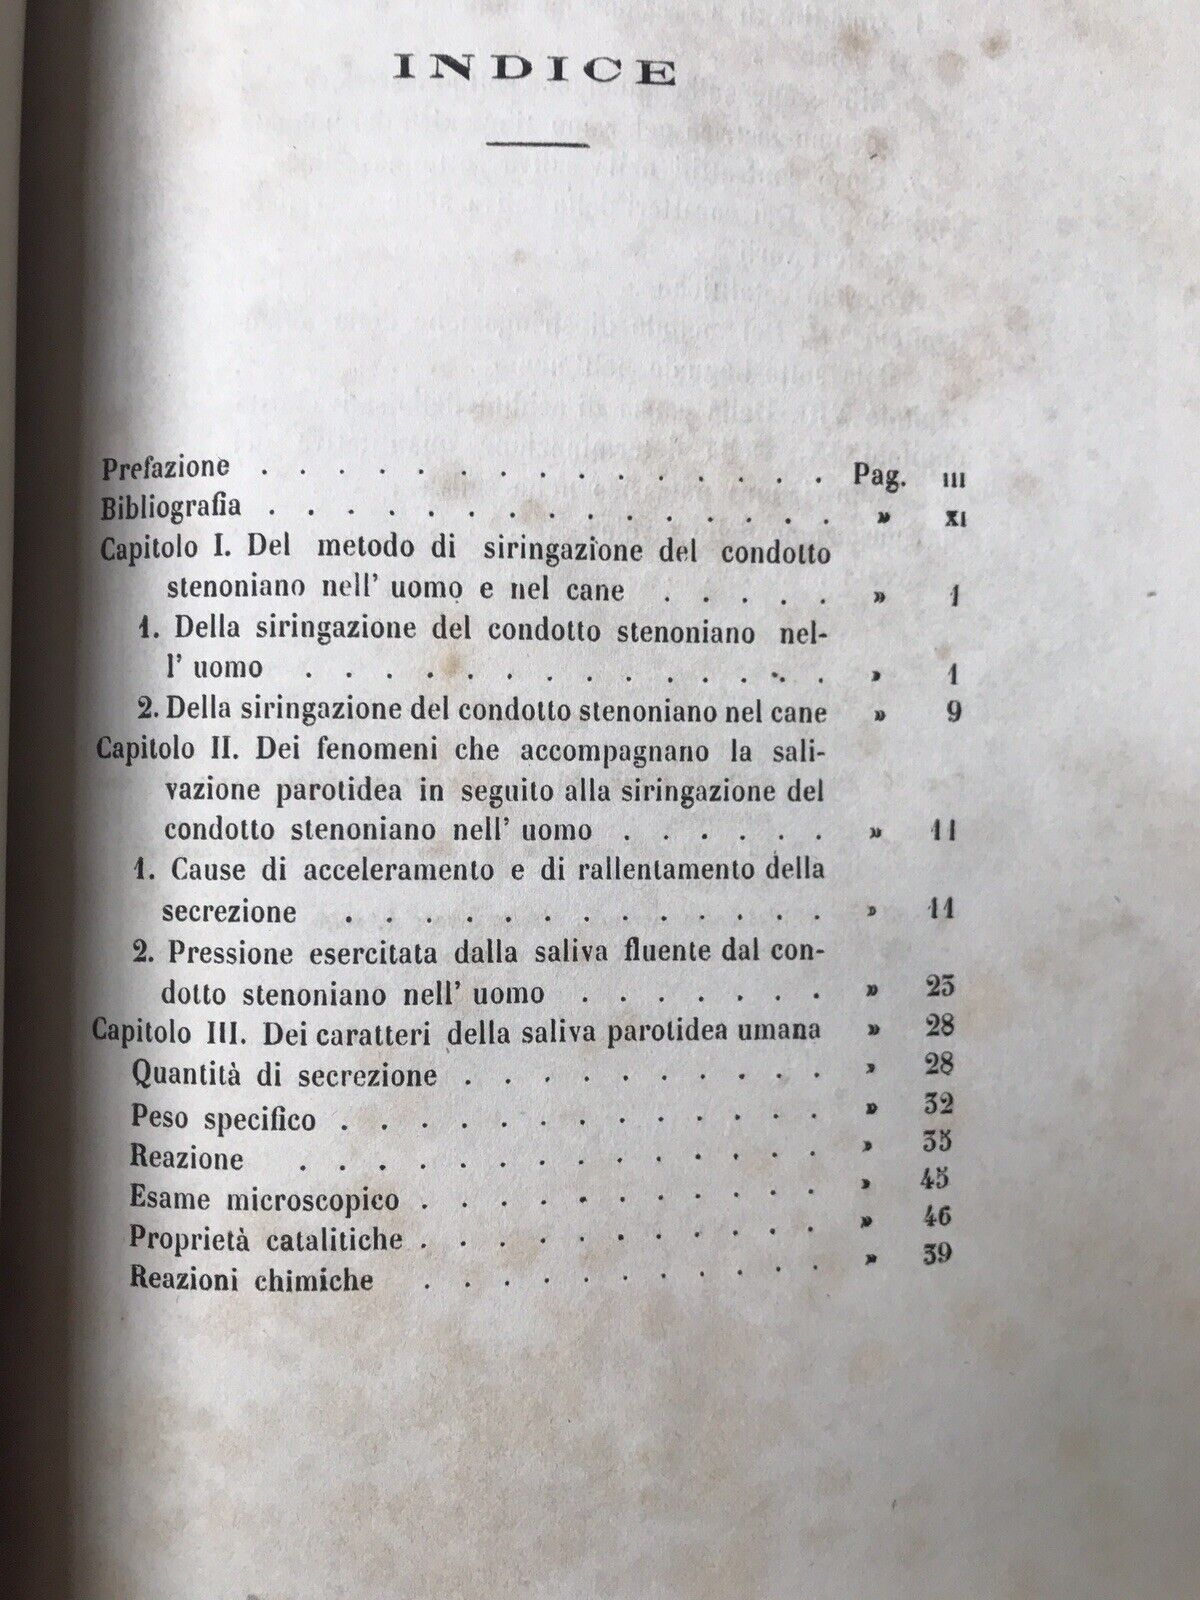 INDICE
Prefazione . . . . . . . . . . . . . . . Pag. III
Bibliografia . . . . . . . . . . . . . . . » XI
Capitolo I. Del metodo di siringazione del condotto
stenoniano nell' uomo e nel cane . . . . . » 1
1. Della siringazione del condotto stenoniano nel-
l' uomo . . . . . . . . . . . . . . » 1
2. Della siringazione del condotto stenoniano nel cane » 9
Capitolo II. Dei fenomeni che accompagnano la sali-
vazione parotidea in seguito alla siringazione del
condotto stenoniano nell' uomo . . . . . . » 11
1. Cause di acceleramento e di rallentamento della
secrezione . . . . . . . . . . . . . » 11
2. Pressione esercitata dalla saliva fluente dal con-
dotto stenoniano nell' uomo . . . . . . . » 25
Capitolo III. Dei caratteri della saliva parotidea umana » 28
Quantità di secrezione . . . . . . . . . . » 28
Peso specifico . . . . . . . . . . . . . » 32
Reazione . . . . . . . . . . . . . . » 35
Esame microscopico . . . . . . . . . . . » 45
Proprietà catalitiche . . . . . . . . . . . » 46
Reazioni chimiche . . . . . . . . . . . » 39